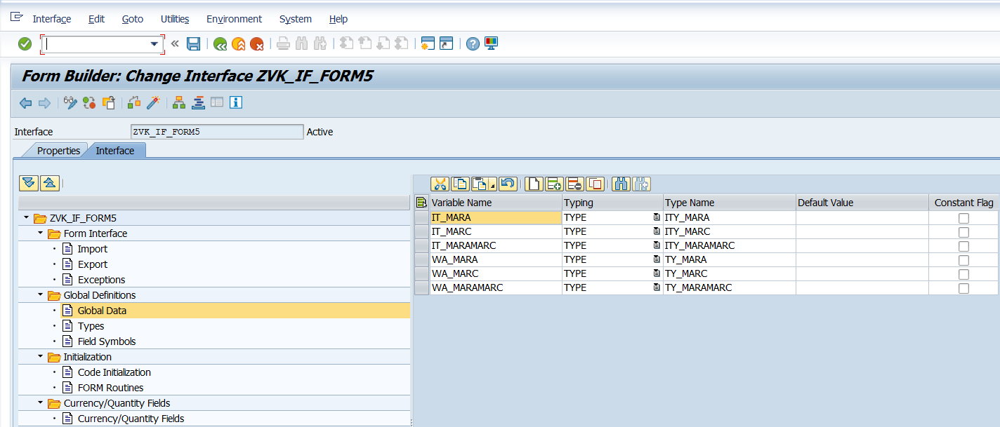 Interface Edit Goto Utilities Environment System Help
Form Builder: Change Interface ZVK_IF_FORM5
Interface ZVK_IF_FORM5 Active
Properties Interface
ZVK_IF_FORM5
Form Interface
Import
Export
Exceptions
Global Definitions
Global Data
Types
Field Symbols
Initialization
Code Initialization
FORM Routines
Currency/Quantity Fields
Currency/Quantity Fields
Variable Name Typing Type Name Default Value Constant Flag
IT_MARA TYPE ITY_MARA
IT_MARC TYPE ITY_MARC
IT_MARAMARC TYPE ITY_MARAMARC
WA_MARA TYPE TY_MARA
WA_MARC TYPE TY_MARC
WA_MARAMARC TYPE TY_MARAMARC